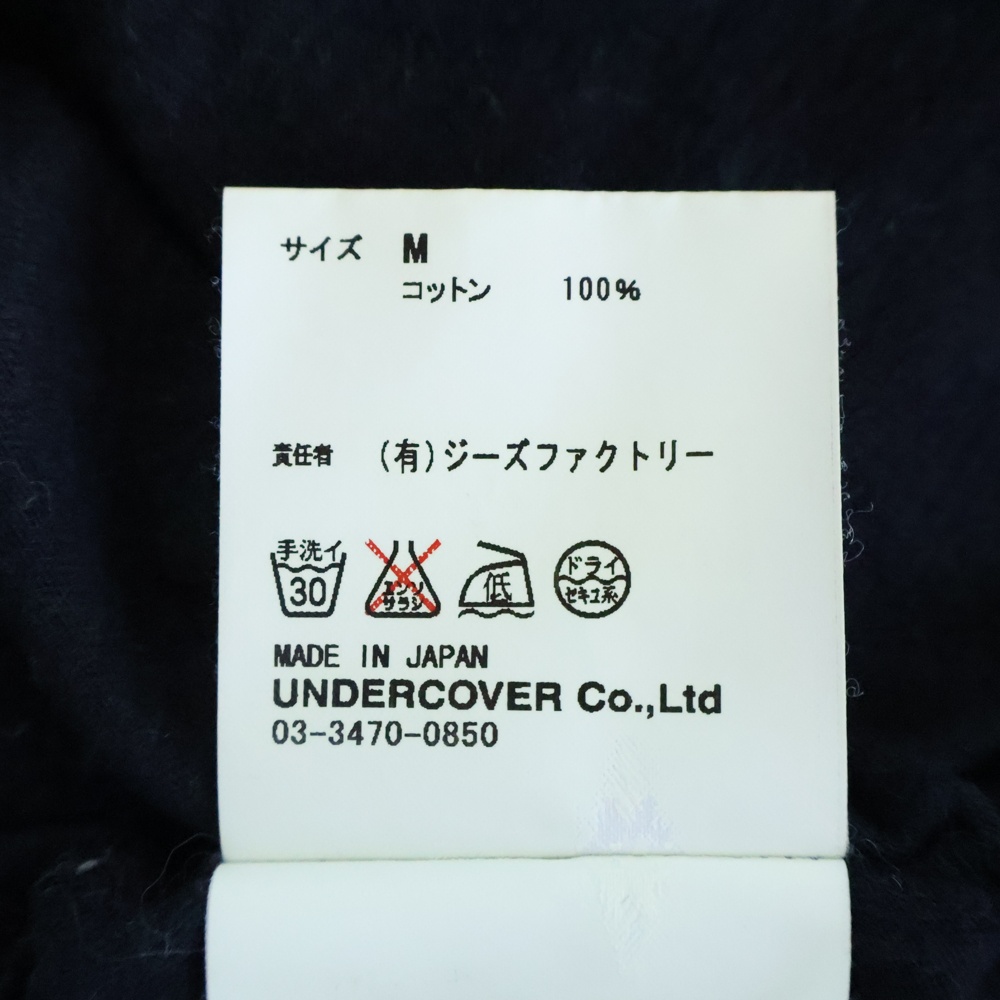 サイズ M
コットン 100%
責任者 (有)ジーズファクトリー
手洗イ
30
エンソ
サラシ
低
ドライ
セキユ系
MADE IN JAPAN
UNDERCOVER Co.,Ltd
03-3470-0850